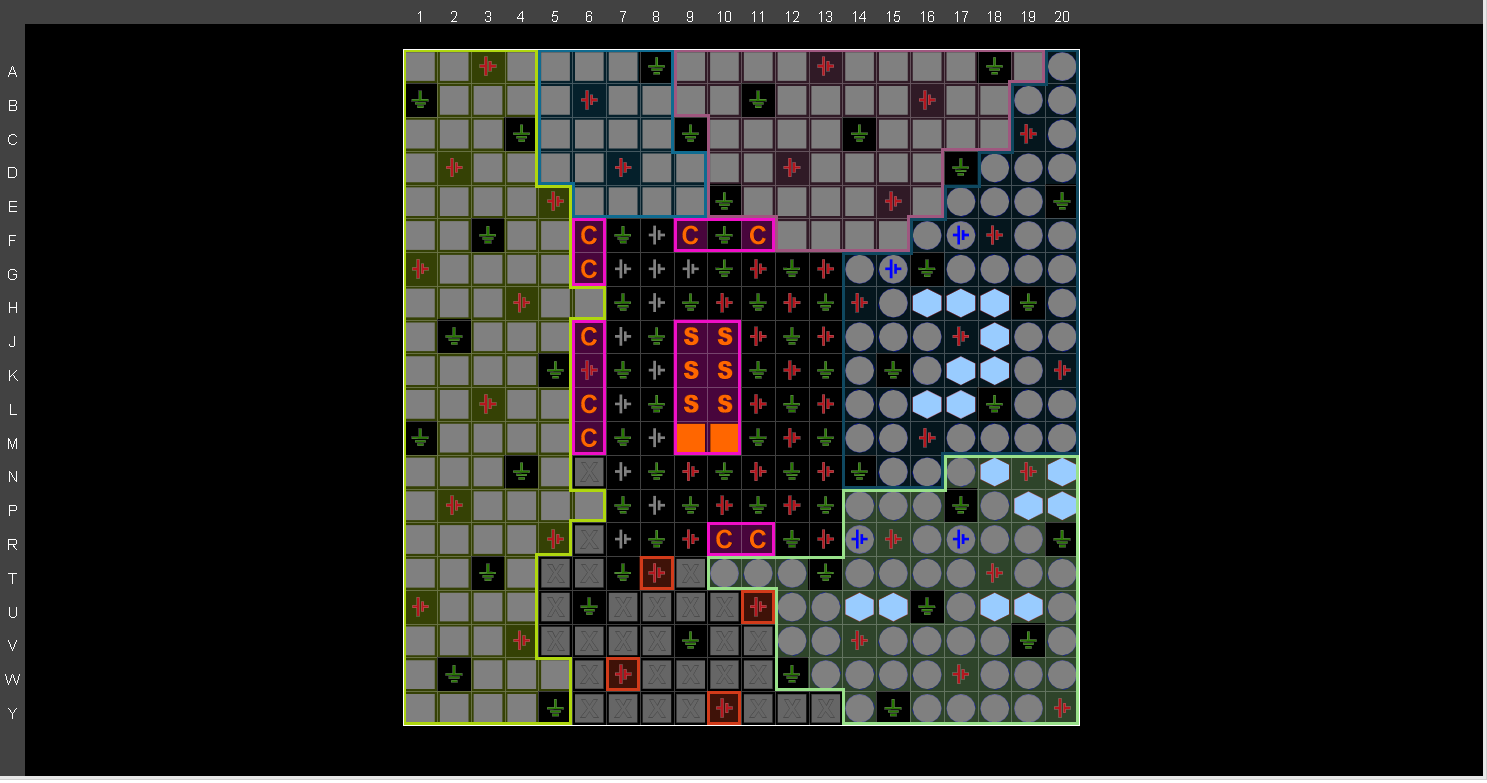 1 2 3 4 5 6 7 8 9 10 11 12 13 14 15 16 17 18 19 20
A
B
C
D
E
F C C C
G C
H
J C S S
K S S
L C S S
M C
N X
P
R X C C
T X X X
U X X X X X
V X X X X X X
W X X X X X
Y X X X X X X X